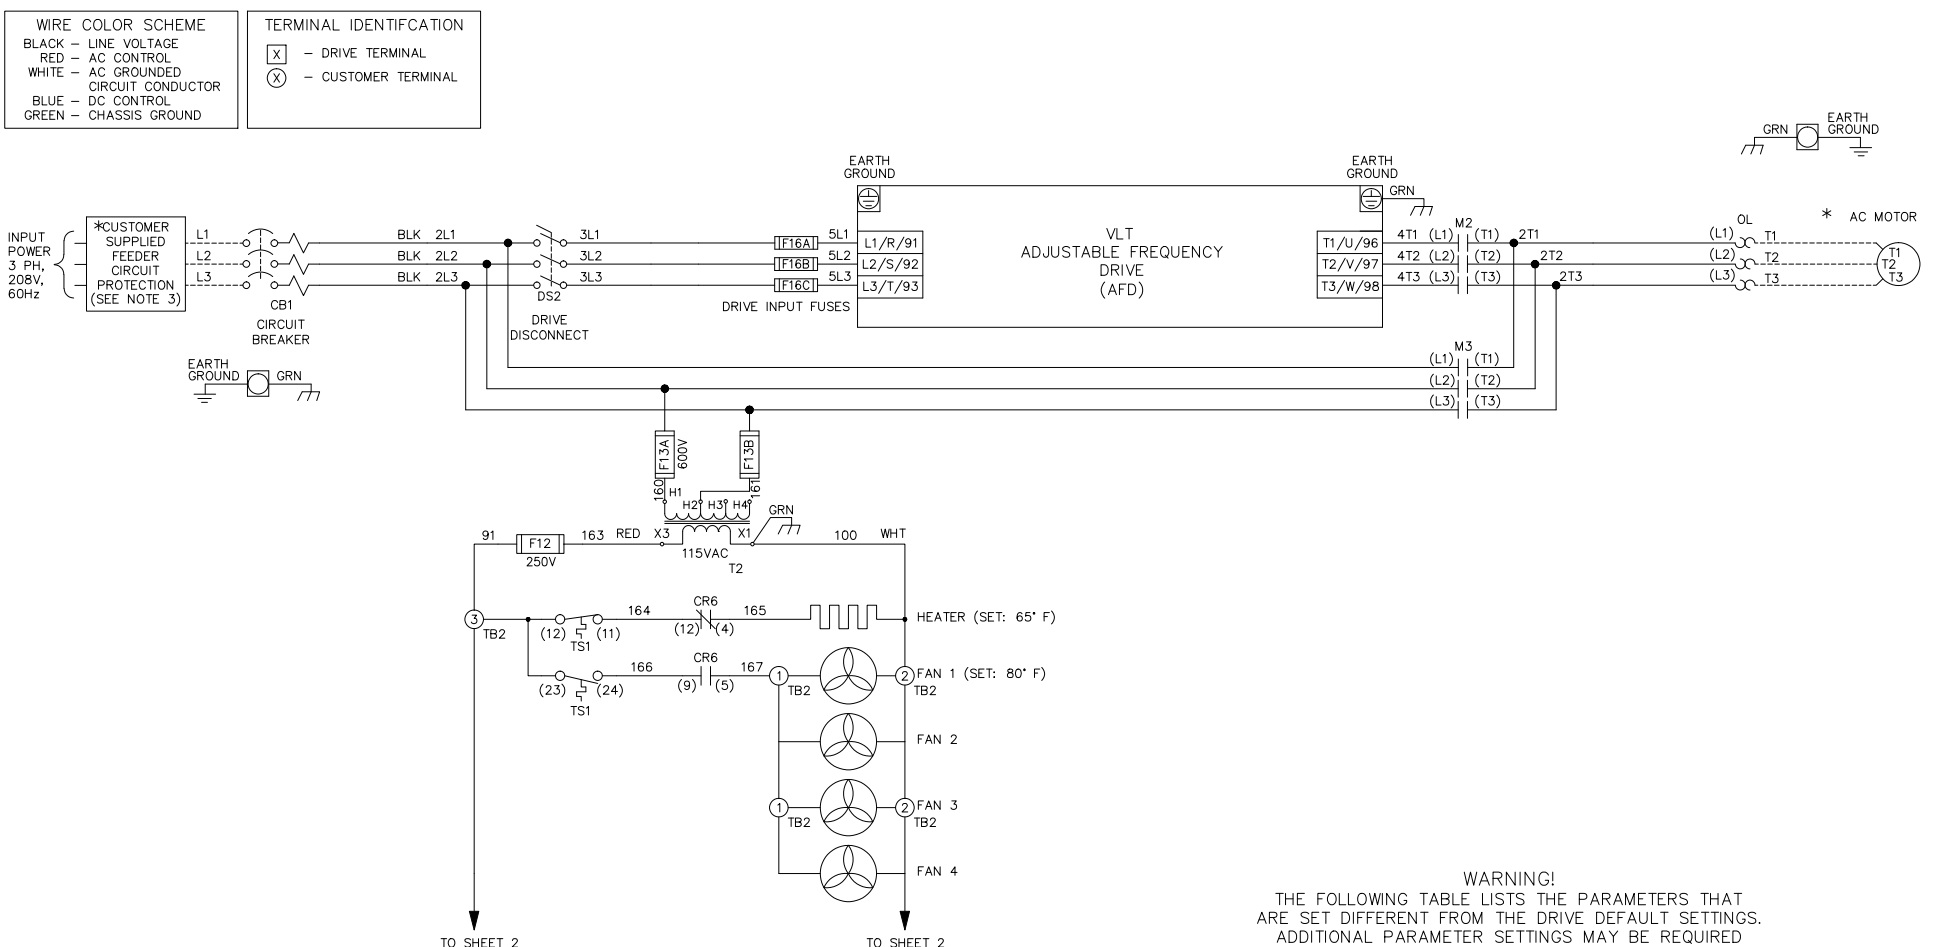 WIRE COLOR SCHEME
BLACK – LINE VOLTAGE
RED – AC CONTROL
WHITE – AC GROUNDED
CIRCUIT CONDUCTOR
BLUE – DC CONTROL
GREEN – CHASSIS GROUND
TERMINAL IDENTIFCATION
X – DRIVE TERMINAL
X – CUSTOMER TERMINAL
GRN
EARTH
GROUND
INPUT
POWER
3 PH,
208V,
60Hz
*CUSTOMER
SUPPLIED
FEEDER
CIRCUIT
PROTECTION
(SEE NOTE 3)
L1
L2
L3
CB1
CIRCUIT
BREAKER
BLK 2L1
BLK 2L2
BLK 2L3
DS2
DRIVE
DISCONNECT
3L1
3L2
3L3
F16A
F16B
F16C
DRIVE INPUT FUSES
5L1
5L2
5L3
EARTH
GROUND
L1/R/91
L2/S/92
L3/T/93
VLT
ADJUSTABLE FREQUENCY
DRIVE
(AFD)
EARTH
GROUND
GRN
T1/U/96
T2/V/97
T3/W/98
M2
4T1 (L1) (T1) 2T1
4T2 (L2) (T2) 2T2
4T3 (L3) (T3) 2T3
OL
(L1) T1
(L2) T2
(L3) T3
* AC MOTOR
T1
T2
T3
EARTH
GROUND
GRN
M3
(L1) (T1)
(L2) (T2)
(L3) (T3)
F13A
600V
F13B
160
H1
H2
H3
H4
161
GRN
91
F12
250V
163
RED
X3
X1
115VAC
T2
100
WHT
3
TB2
(12)
(11)
TS1
164
CR6
(12)
(4)
165
HEATER (SET: 65° F)
(23)
(24)
TS1
166
CR6
(9)
(5)
167
1
TB2
2
TB2
FAN 1 (SET: 80° F)
FAN 2
1
TB2
2
TB2
FAN 3
FAN 4
TO SHEET 2
TO SHEET 2
WARNING!
THE FOLLOWING TABLE LISTS THE PARAMETERS THAT
ARE SET DIFFERENT FROM THE DRIVE DEFAULT SETTINGS.
ADDITIONAL PARAMETER SETTINGS MAY BE REQUIRED